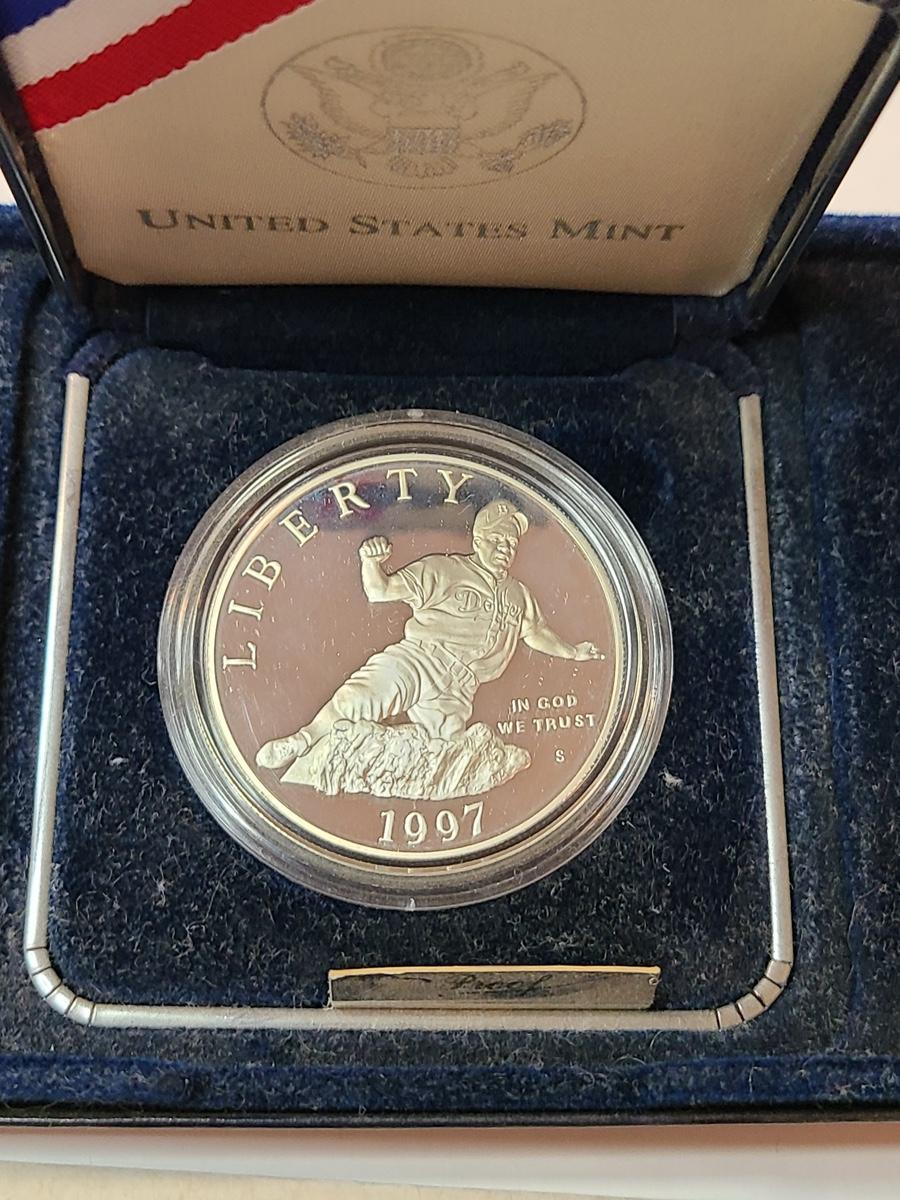 UNITED STATES MINT
LIBERTY
B
Dodgers
IN GOD
WE TRUST
S
1997
Proof